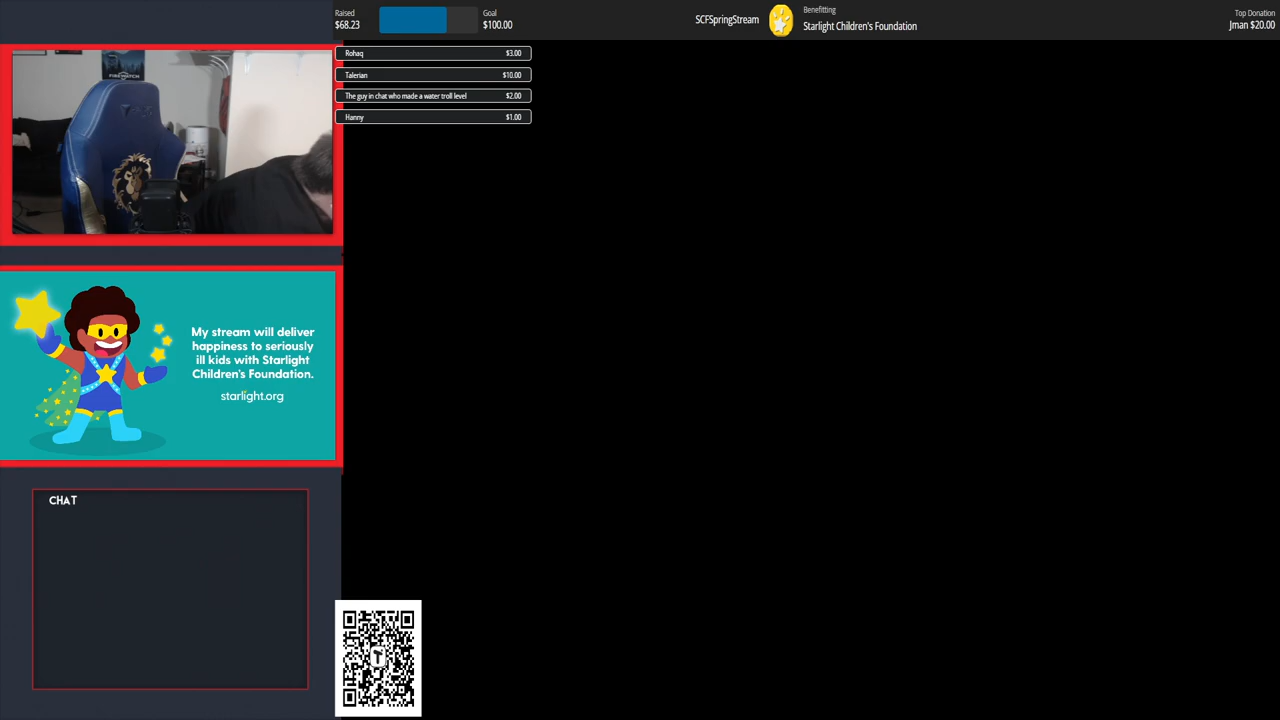 Raised
$68.23
Goal
$100.00
SCFSpringStream
Benefitting
Starlight Children's Foundation
Top Donation
Jman $20.00
Rohaq $3.00
Talerian $10.00
The guy in chat who made a water troll level $2.00
Hanny $1.00
FIREWATCH
My stream will deliver
happiness to seriously
ill kids with Starlight
Children's Foundation.
starlight.org
CHAT
T